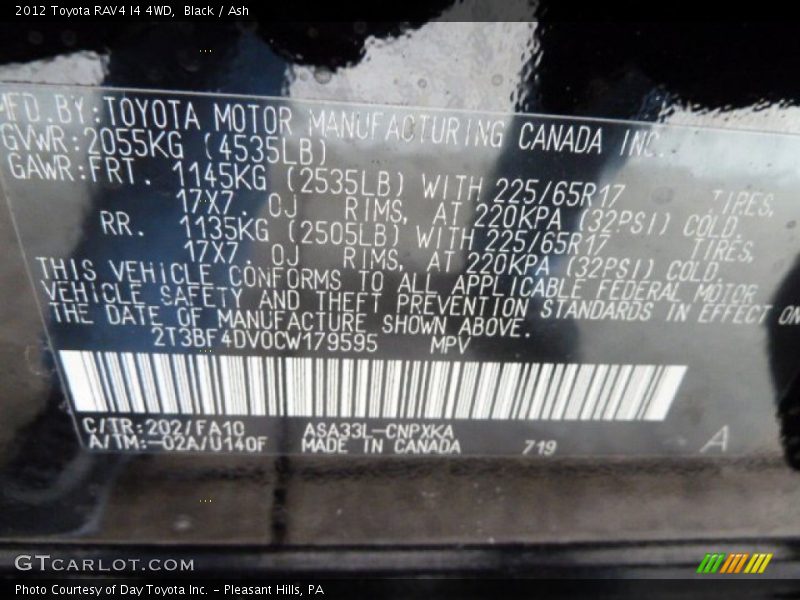 2012 Toyota RAV4 I4 4WD, Black / Ash
MFD.BY:TOYOTA MOTOR MANUFACTURING CANADA INC.
GVWR:2055KG (4535LB)
GAWR:FRT. 1145KG (2535LB) WITH 225/65R17 TIRES,
17X7. 0J RIMS, AT 220KPA (32PSI) COLD.
RR. 1135KG (2505LB) WITH 225/65R17 TIRES,
17X7. 0J RIMS, AT 220KPA (32PSI) COLD.
THIS VEHICLE CONFORMS TO ALL APPLICABLE FEDERAL MOTOR
VEHICLE SAFETY AND THEFT PREVENTION STANDARDS IN EFFECT ON
THE DATE OF MANUFACTURE SHOWN ABOVE.
2T3BF4DV0CW179595 MPV
C/TR:202/FA10 ASA33L-CNPXKA
A/TM:-02A/U140F MADE IN CANADA 719 A
GTCARLOT.COM
Photo Courtesy of Day Toyota Inc. - Pleasant Hills, PA